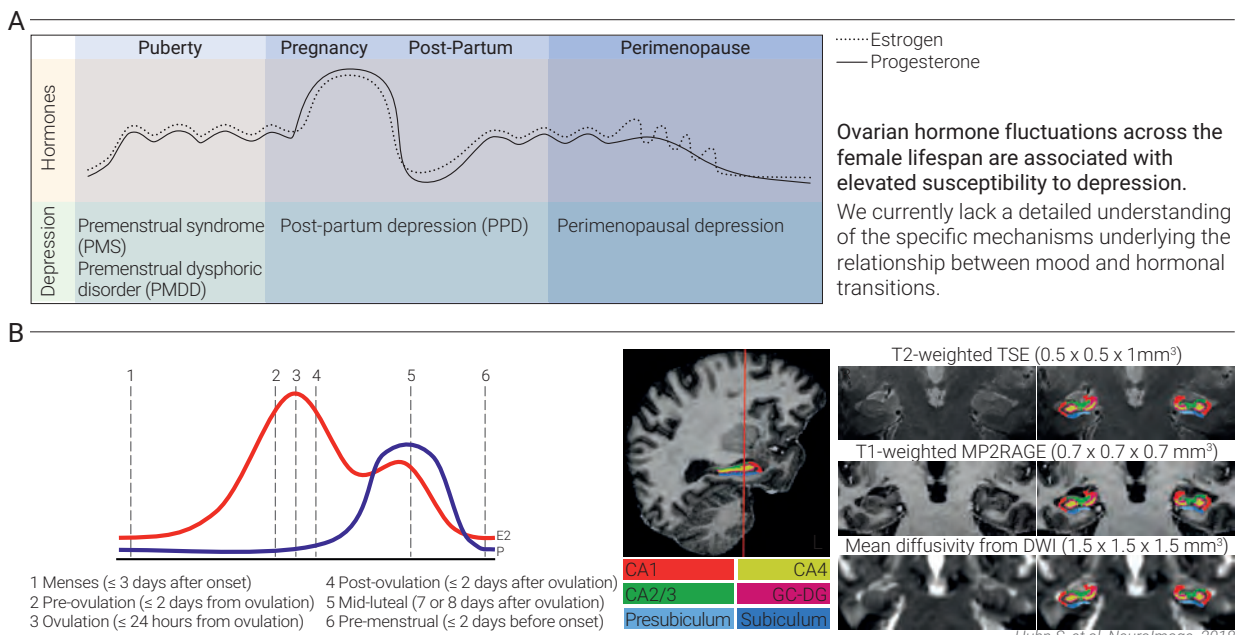 A
Puberty
Pregnancy
Post-Partum
Perimenopause
Hormones
Depression
Premenstrual syndrome
(PMS)
Premenstrual dysphoric
disorder (PMDD)
Post-partum depression (PPD)
Perimenopausal depression
Estrogen
Progesterone
Ovarian hormone fluctuations across the
female lifespan are associated with
elevated susceptibility to depression.
We currently lack a detailed understanding
of the specific mechanisms underlying the
relationship between mood and hormonal
transitions.
B
1 2 3 4 5 6
E2
P
1 Menses (≤ 3 days after onset)
2 Pre-ovulation (≤ 2 days from ovulation)
3 Ovulation (≤ 24 hours from ovulation)
4 Post-ovulation (≤ 2 days after ovulation)
5 Mid-luteal (7 or 8 days after ovulation)
6 Pre-menstrual (≤ 2 days before onset)
L
CA1
CA4
CA2/3
GC-DG
Presubiculum
Subiculum
T2-weighted TSE (0.5 x 0.5 x 1mm³)
T1-weighted MP2RAGE (0.7 x 0.7 x 0.7 mm³)
Mean diffusivity from DWI (1.5 x 1.5 x 1.5 mm³)
et al. NeuroImage, 2019